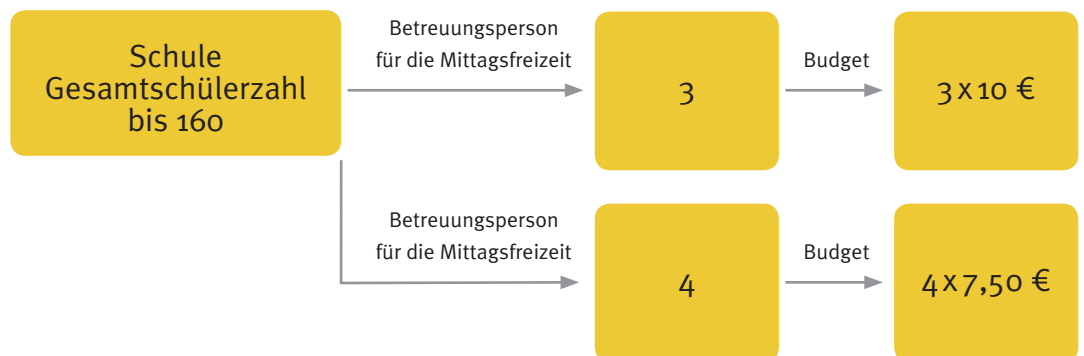 Schule
Gesamtschülerzahl
bis 160
Betreuungsperson
für die Mittagsfreizeit
3
Budget
3 x 10 €
Betreuungsperson
für die Mittagsfreizeit
4
Budget
4 x 7,50 €